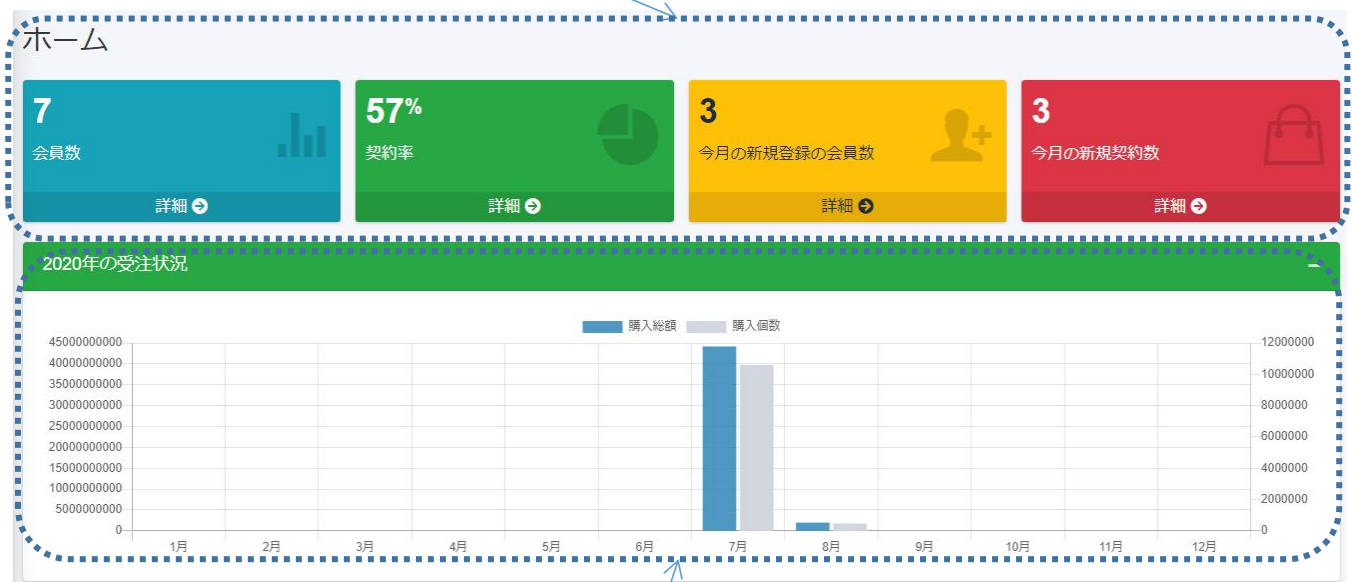 ホーム
7
会員数
詳細
57%
契約率
詳細
3
今月の新規登録の会員数
詳細
3
今月の新規契約数
詳細
2020年の受注状況
購入総額 購入個数
45000000000
40000000000
35000000000
30000000000
25000000000
20000000000
15000000000
10000000000
5000000000
0
12000000
10000000
8000000
6000000
4000000
2000000
0
1月 2月 3月 4月 5月 6月 7月 8月 9月 10月 11月 12月